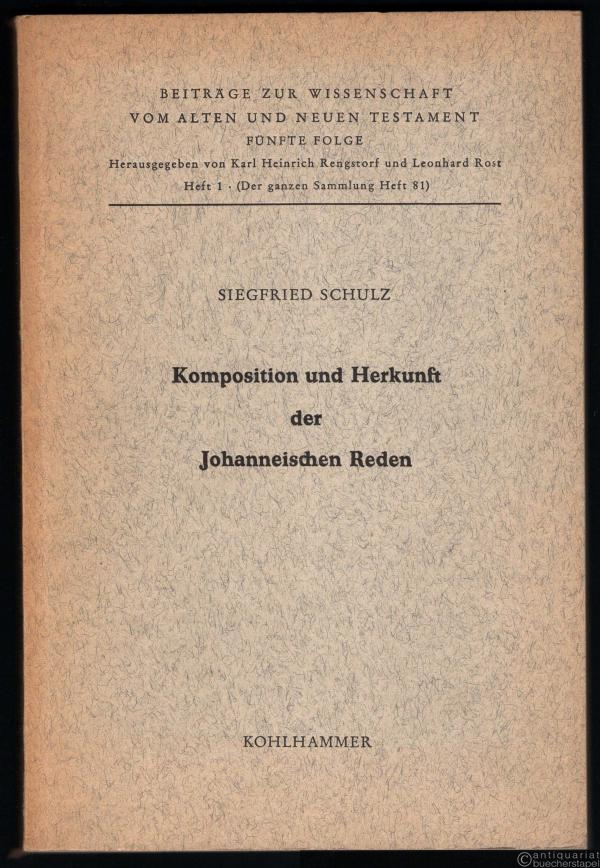 BEITRÄGE ZUR WISSENSCHAFT
VOM ALTEN UND NEUEN TESTAMENT
FÜNFTE FOLGE
Herausgegeben von Karl Heinrich Rengstorf und Leonhard Rost
Heft 1 · (Der ganzen Sammlung Heft 81)
SIEGFRIED SCHULZ
Komposition und Herkunft
der
Johanneischen Reden
KOHLHAMMER
©antiquariat
buecherstapel